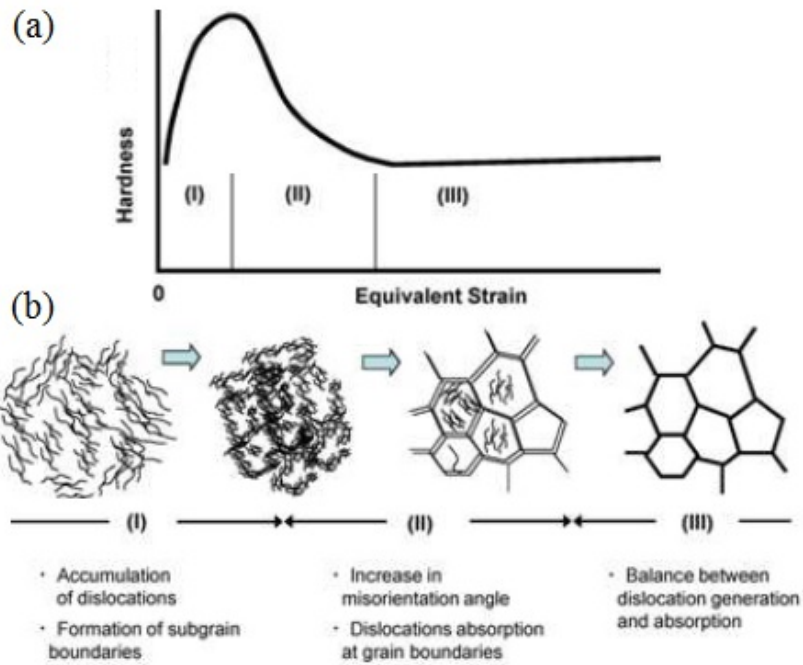 (a)
Hardness
(I)
(II)
(III)
0
Equivalent Strain
(b)
(I)
(II)
(III)
· Accumulation
of dislocations
· Formation of subgrain
boundaries
· Increase in
misorientation angle
· Dislocations absorption
at grain boundaries
· Balance between
dislocation generation
and absorption